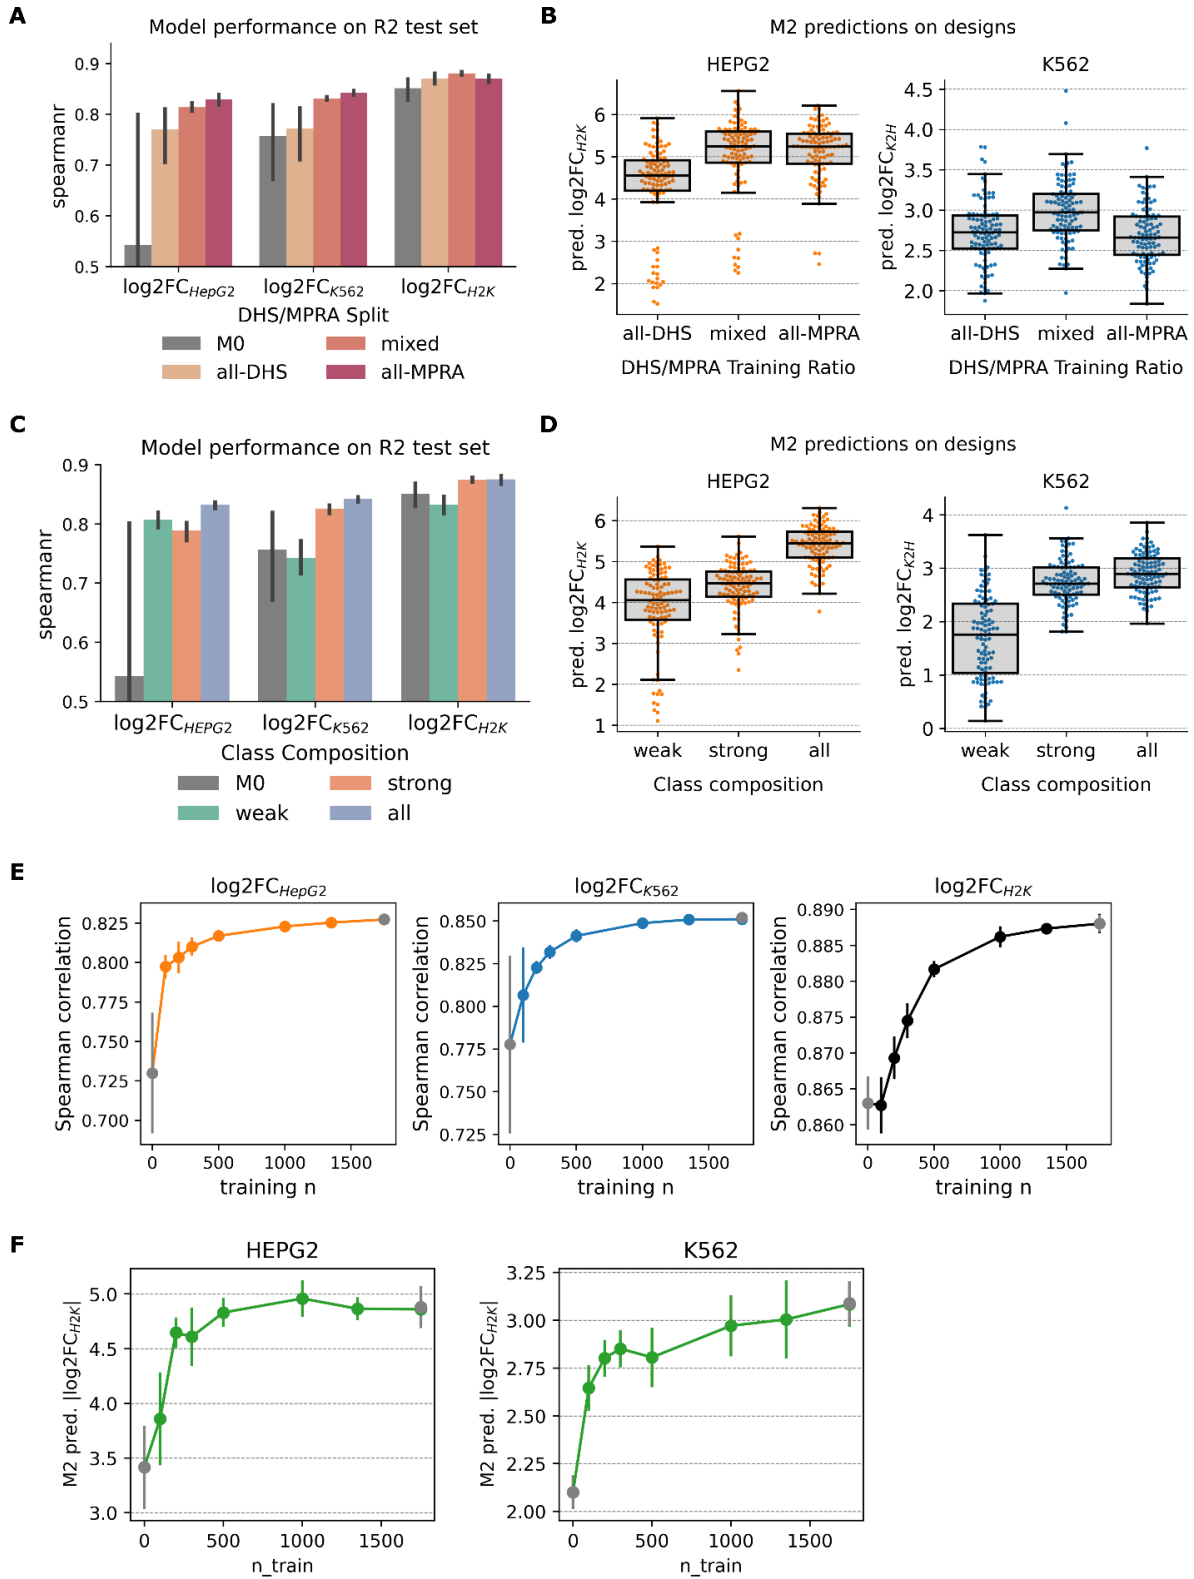 A
Model performance on R2 test set
spearmanr
0.9
0.8
0.7
0.6
0.5
log2FC_HepG2 log2FC_K562 log2FC_H2K
DHS/MPRA Split
M0 mixed
all-DHS all-MPRA
B
M2 predictions on designs
HEPG2
pred. log2FC_H2K
6
5
4
3
2
all-DHS mixed all-MPRA
DHS/MPRA Training Ratio
K562
pred. log2FC_K2H
4.5
4.0
3.5
3.0
2.5
2.0
all-DHS mixed all-MPRA
DHS/MPRA Training Ratio
C
Model performance on R2 test set
spearmanr
0.9
0.8
0.7
0.6
0.5
log2FC_HEPG2 log2FC_K562 log2FC_H2K
Class Composition
M0 strong
weak all
D
M2 predictions on designs
HEPG2
pred. log2FC_H2K
6
5
4
3
2
1
weak strong all
Class composition
K562
pred. log2FC_K2H
4
3
2
1
0
weak strong all
Class composition
E
log2FC_HepG2
Spearman correlation
0.825
0.800
0.775
0.750
0.725
0.700
0 500 1000 1500
training n
log2FC_K562
Spearman correlation
0.850
0.825
0.800
0.775
0.750
0.725
0 500 1000 1500
training n
log2FC_H2K
Spearman correlation
0.890
0.885
0.880
0.875
0.870
0.865
0.860
0 500 1000 1500
training n
F
HEPG2
M2 pred. |log2FC_H2K|
5.0
4.5
4.0
3.5
3.0
0 500 1000 1500
n_train
K562
M2 pred. |log2FC_H2K|
3.25
3.00
2.75
2.50
2.25
2.00
0 500 1000 1500
n_train